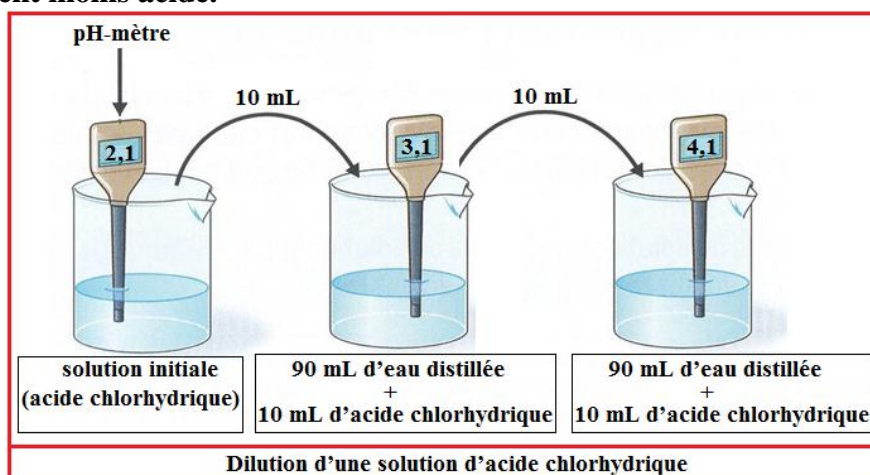 ent moins acide.
pH-mètre
10 mL
10 mL
2,1
3,1
4,1
solution initiale
(acide chlorhydrique)
90 mL d'eau distillée
+
10 mL d'acide chlorhydrique
90 mL d'eau distillée
+
10 mL d'acide chlorhydrique
Dilution d'une solution d'acide chlorhydrique